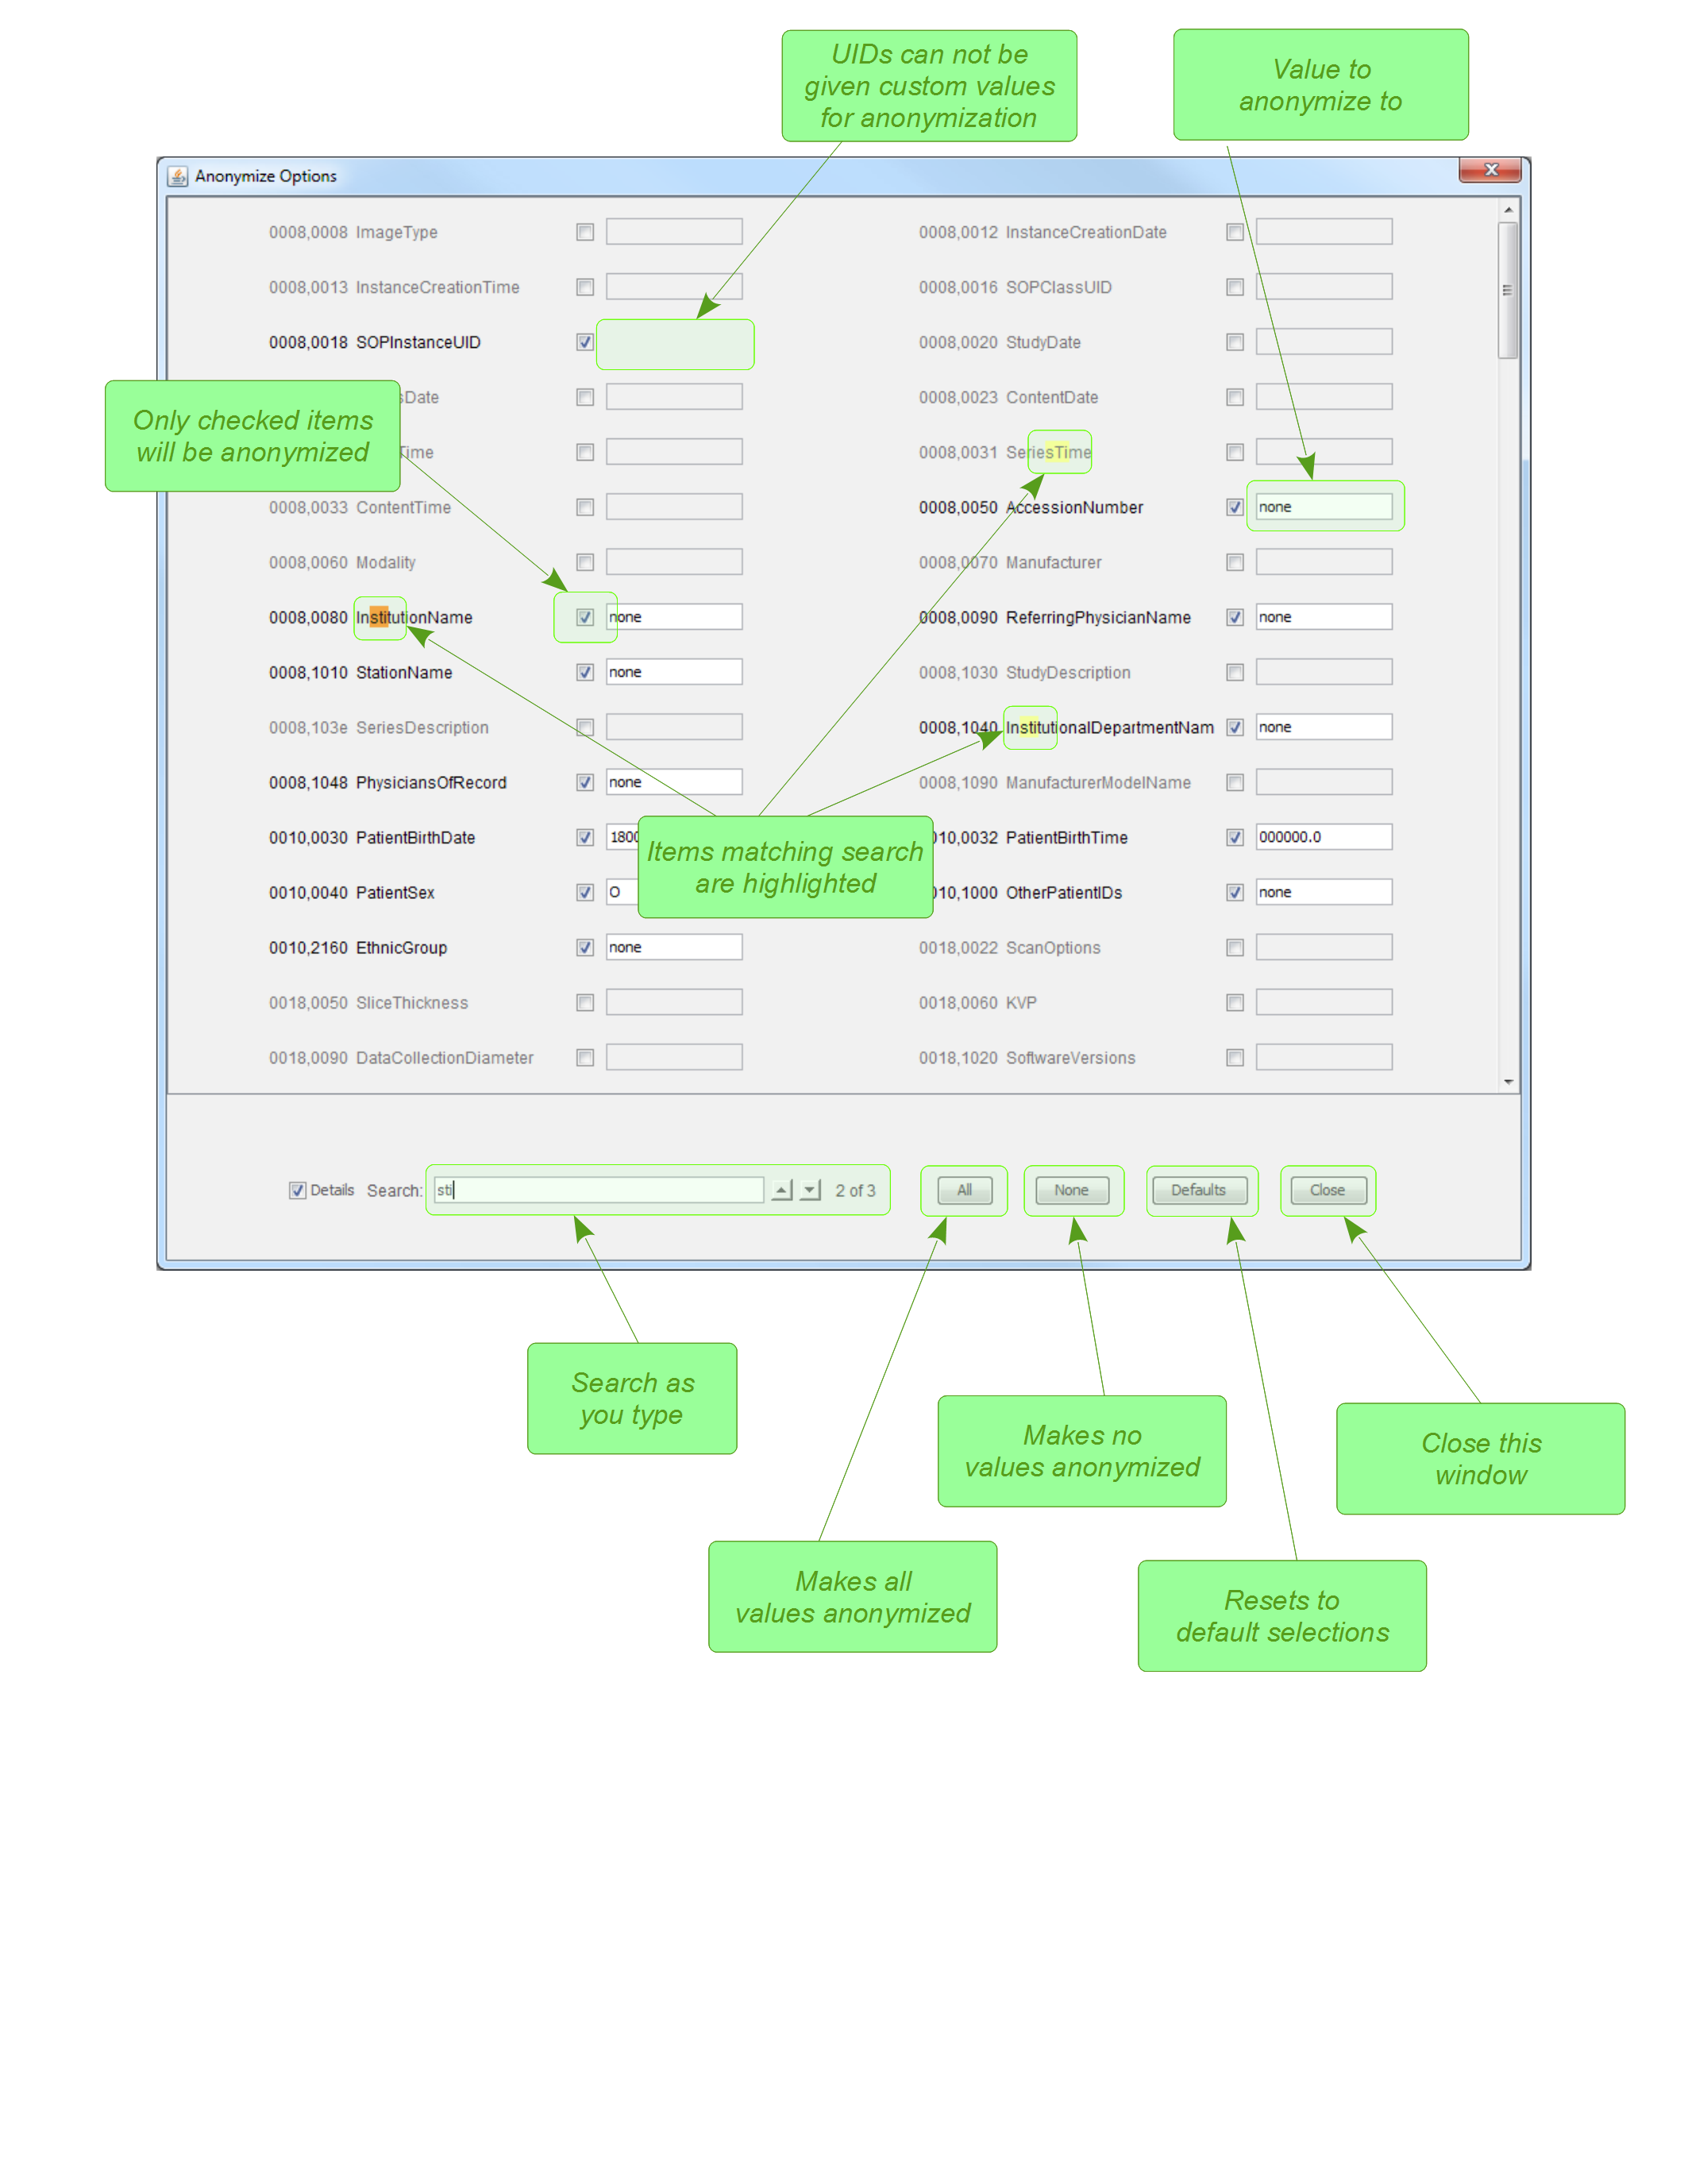 UIDs can not be
given custom values
for anonymization
Value to
anonymize to
Anonymize Options
0008,0008 ImageType
0008,0012 InstanceCreationDate
0008,0013 InstanceCreationTime
0008,0016 SOPClassUID
0008,0018 SOPInstanceUID
0008,0020 StudyDate
Only checked items
will be anonymized
sDate
0008,0023 ContentDate
Time
0008,0031 SeriesTime
0008,0033 ContentTime
0008,0050 AccessionNumber none
0008,0060 Modality
0008,0070 Manufacturer
0008,0080 InstitutionName none
0008,0090 ReferringPhysicianName none
0008,1010 StationName none
0008,1030 StudyDescription
0008,103e SeriesDescription
0008,1040 InstitutionalDepartmentNam none
0008,1048 PhysiciansOfRecord none
0008,1090 ManufacturerModelName
0010,0030 PatientBirthDate 1800
010,0032 PatientBirthTime 000000.0
Items matching search
are highlighted
0010,0040 PatientSex O
010,1000 OtherPatientIDs none
0010,2160 EthnicGroup none
0018,0022 ScanOptions
0018,0050 SliceThickness
0018,0060 KVP
0018,0090 DataCollectionDiameter
0018,1020 SoftwareVersions
Details Search: sti 2 of 3 All None Defaults Close
Search as
you type
Makes no
values anonymized
Close this
window
Makes all
values anonymized
Resets to
default selections